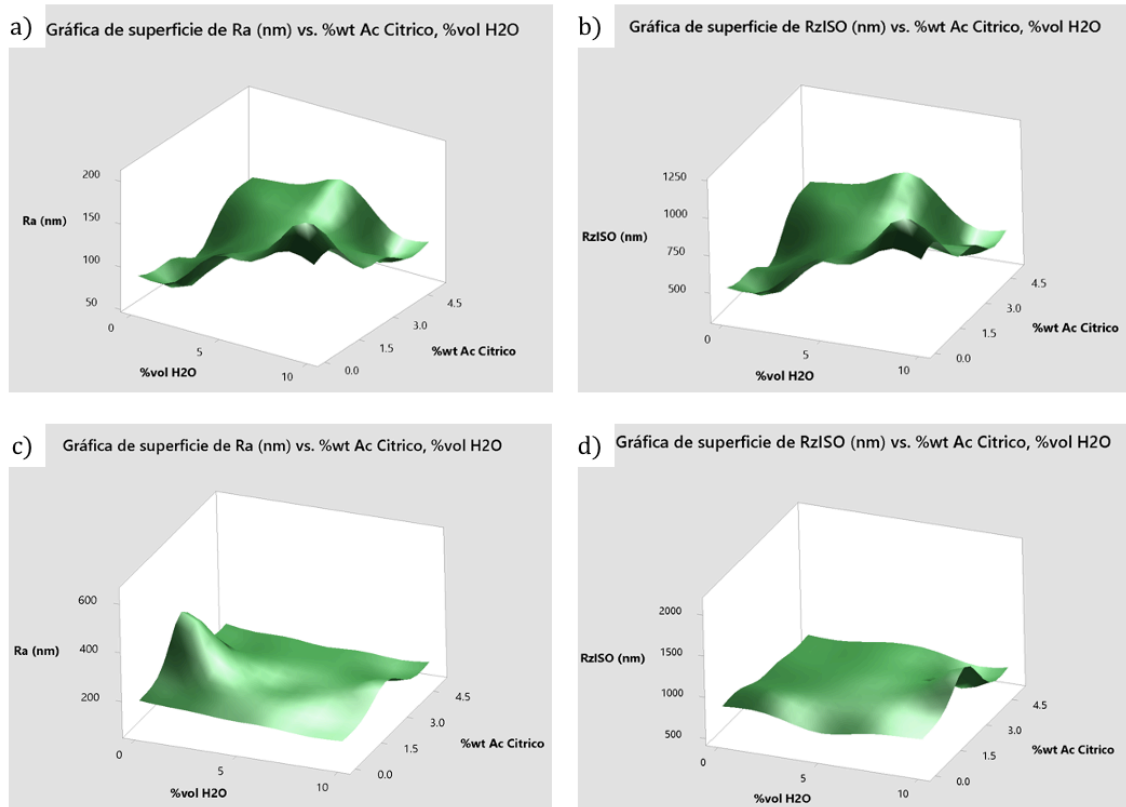 a) Gráfica de superficie de Ra (nm) vs. %wt Ac Citrico, %vol H2O
200
150
Ra (nm)
100
50
0
5
10
%vol H2O
0.0
1.5
3.0
4.5
%wt Ac Citrico
b) Gráfica de superficie de RzISO (nm) vs. %wt Ac Citrico, %vol H2O
1250
1000
RzISO (nm)
750
500
0
5
10
%vol H2O
0.0
1.5
3.0
4.5
%wt Ac Citrico
c) Gráfica de superficie de Ra (nm) vs. %wt Ac Citrico, %vol H2O
600
Ra (nm)
400
200
0
5
10
%vol H2O
0.0
1.5
3.0
4.5
%wt Ac Citrico
d) Gráfica de superficie de RzISO (nm) vs. %wt Ac Citrico, %vol H2O
2000
RzISO (nm)
1500
1000
500
0
5
10
%vol H2O
0.0
1.5
3.0
4.5
%wt Ac Citrico